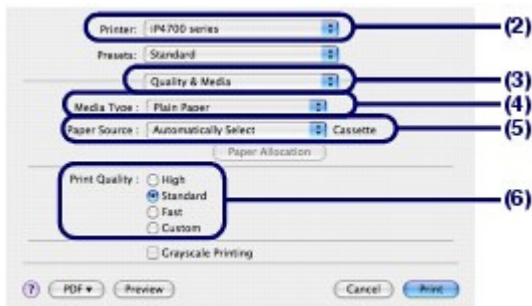 Printer: iP4700 series (2)
Presets: Standard
Quality & Media (3)
Media Type: Plain Paper (4)
Paper Source: Automatically Select Cassette (5)
Paper Allocation
Print Quality: High
Standard (6)
Fast
Custom
Grayscale Printing
? PDF ▼ Preview Cancel Print